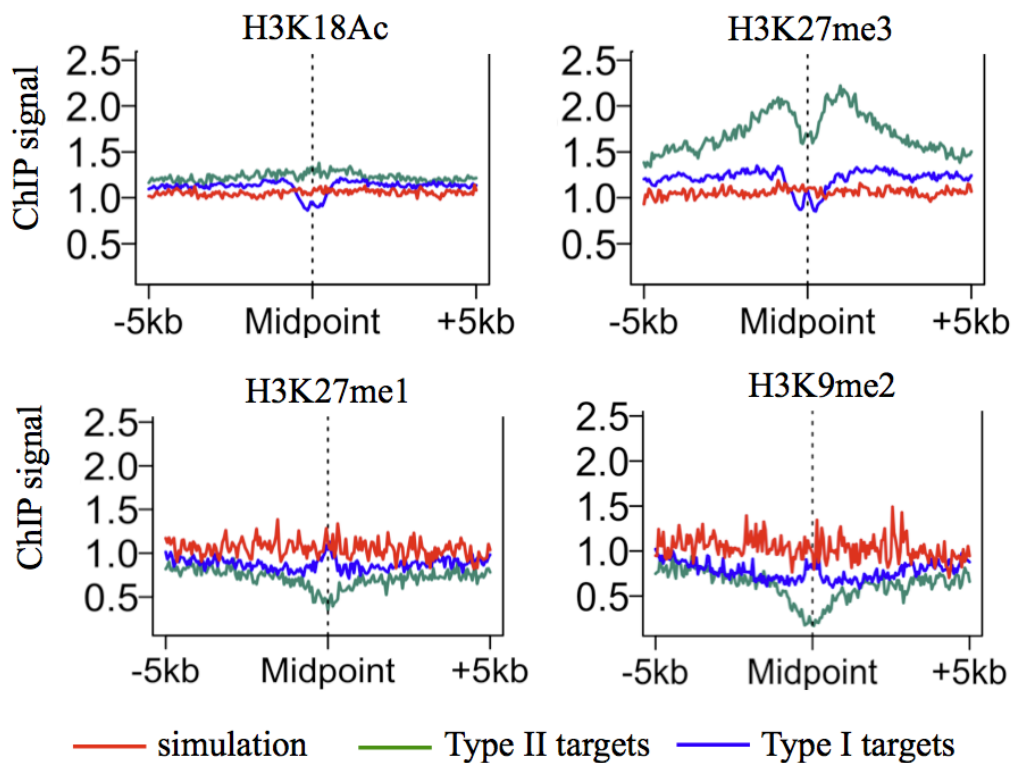 H3K18Ac
H3K27me3
ChIP signal
2.5
2.0
1.5
1.0
0.5
-5kb Midpoint +5kb
2.5
2.0
1.5
1.0
0.5
-5kb Midpoint +5kb
H3K27me1
H3K9me2
ChIP signal
2.5
2.0
1.5
1.0
0.5
-5kb Midpoint +5kb
2.5
2.0
1.5
1.0
0.5
-5kb Midpoint +5kb
simulation Type II targets Type I targets